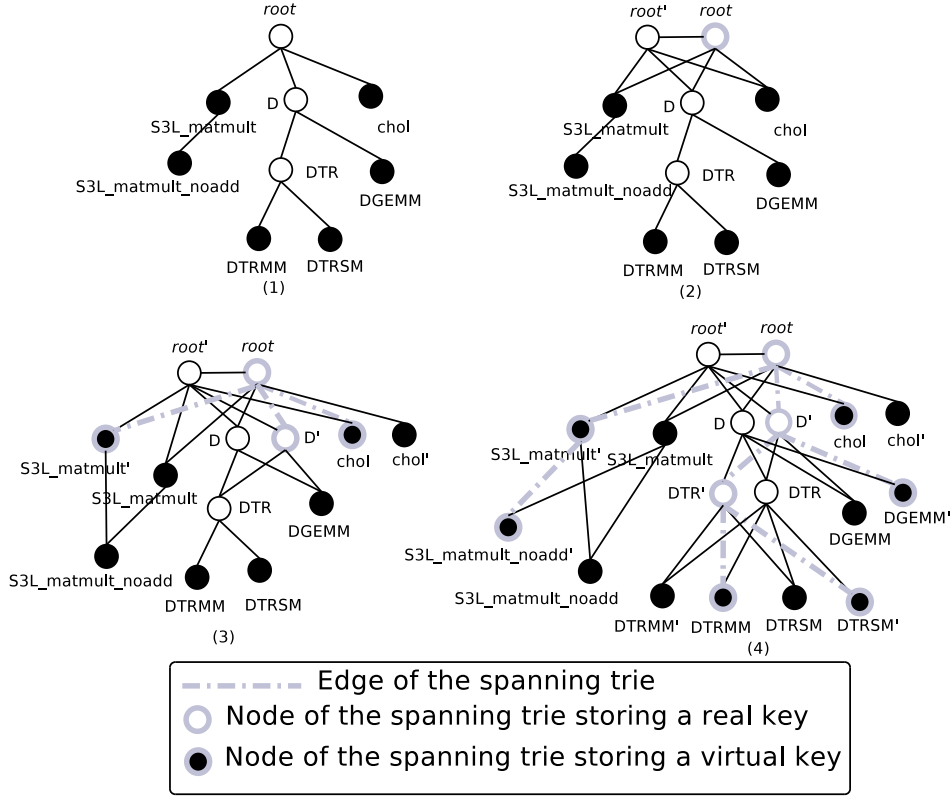 root
D
S3L_matmult
chol
DTR
S3L_matmult_noadd
DGEMM
DTRMM
DTRSM
(1)
root'
root
D
S3L_matmult
chol
DTR
S3L_matmult_noadd
DGEMM
DTRMM
DTRSM
(2)
root'
root
D
D'
S3L_matmult'
chol
chol'
S3L_matmult
DTR
DGEMM
S3L_matmult_noadd
DTRMM
DTRSM
(3)
root'
root
D
D'
chol
chol'
S3L_matmult'
S3L_matmult
DTR'
DTR
DGEMM'
DGEMM
S3L_matmult_noadd'
S3L_matmult_noadd
DTRMM'
DTRMM
DTRSM
DTRSM'
(4)
Edge of the spanning trie
Node of the spanning trie storing a real key
Node of the spanning trie storing a virtual key